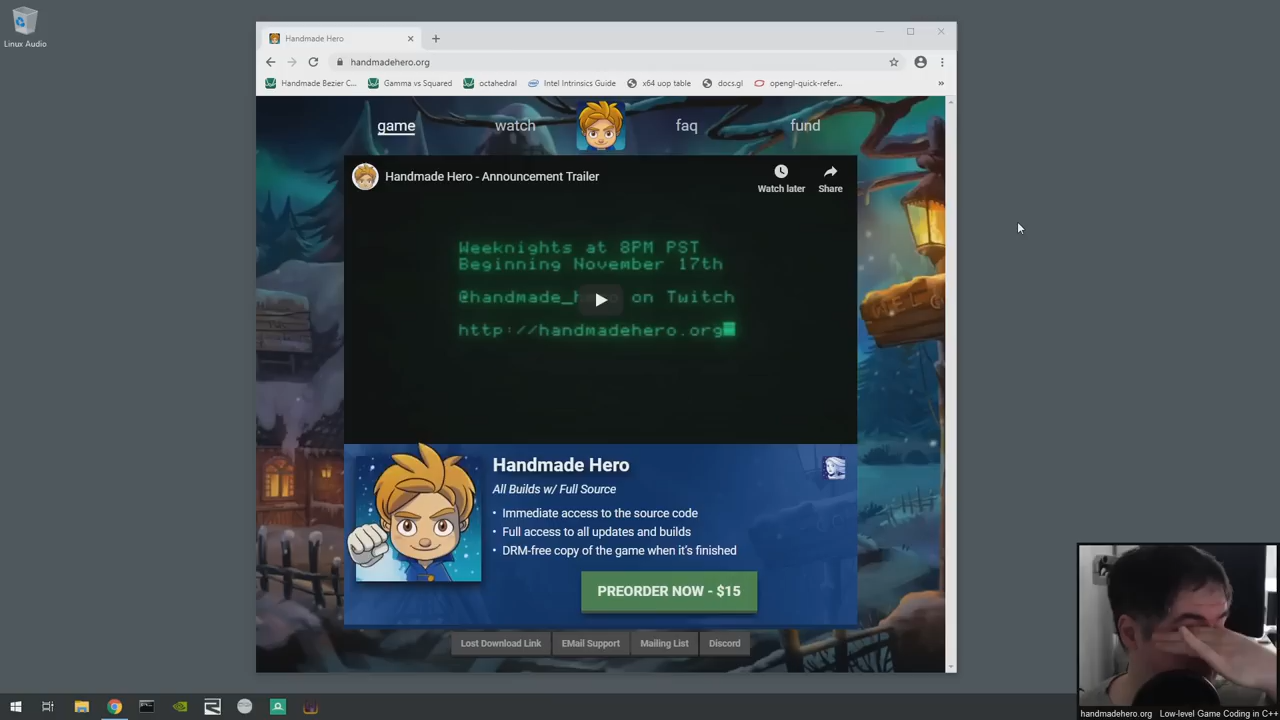 Linux Audio
Handmade Hero
handmadehero.org
Handmade Bezier C...
Gamma vs Squared
octahedral
Intel Intrinsics Guide
x64 uop table
docs.gl
opengl-quick-refer...
»
game
watch
faq
fund
Handmade Hero - Announcement Trailer
Watch later
Share
Weeknights at 8PM PST
Beginning November 17th
@handmade_h on Twitch
http://handmadehero.org
Handmade Hero
All Builds w/ Full Source
• Immediate access to the source code
• Full access to all updates and builds
• DRM-free copy of the game when it's finished
PREORDER NOW - $15
Lost Download Link
EMail Support
Mailing List
Discord
handmadehero.org Low-level Game Coding in C++